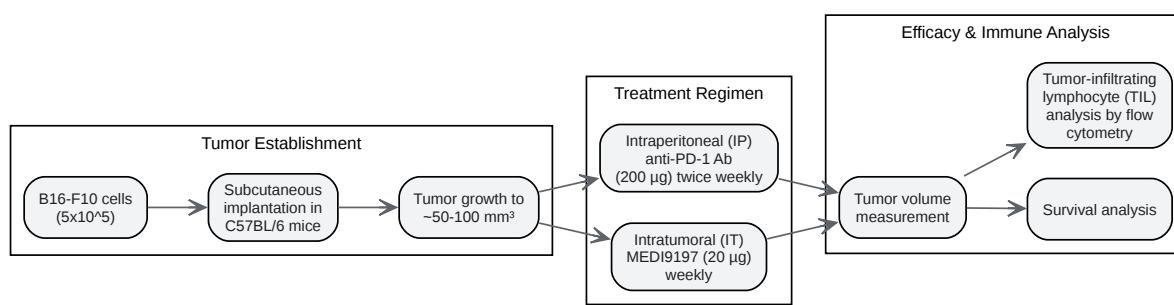 Tumor Establishment
B16-F10 cells
(5x10^5)
Subcutaneous
implantation in
C57BL/6 mice
Tumor growth to
~50-100 mm³
Treatment Regimen
Intraperitoneal (IP)
anti-PD-1 Ab
(200 µg) twice weekly
Intratumoral (IT)
MEDI9197 (20 µg)
weekly
Efficacy & Immune Analysis
Tumor volume
measurement
Tumor-infiltrating
lymphocyte (TIL)
analysis by flow
cytometry
Survival analysis